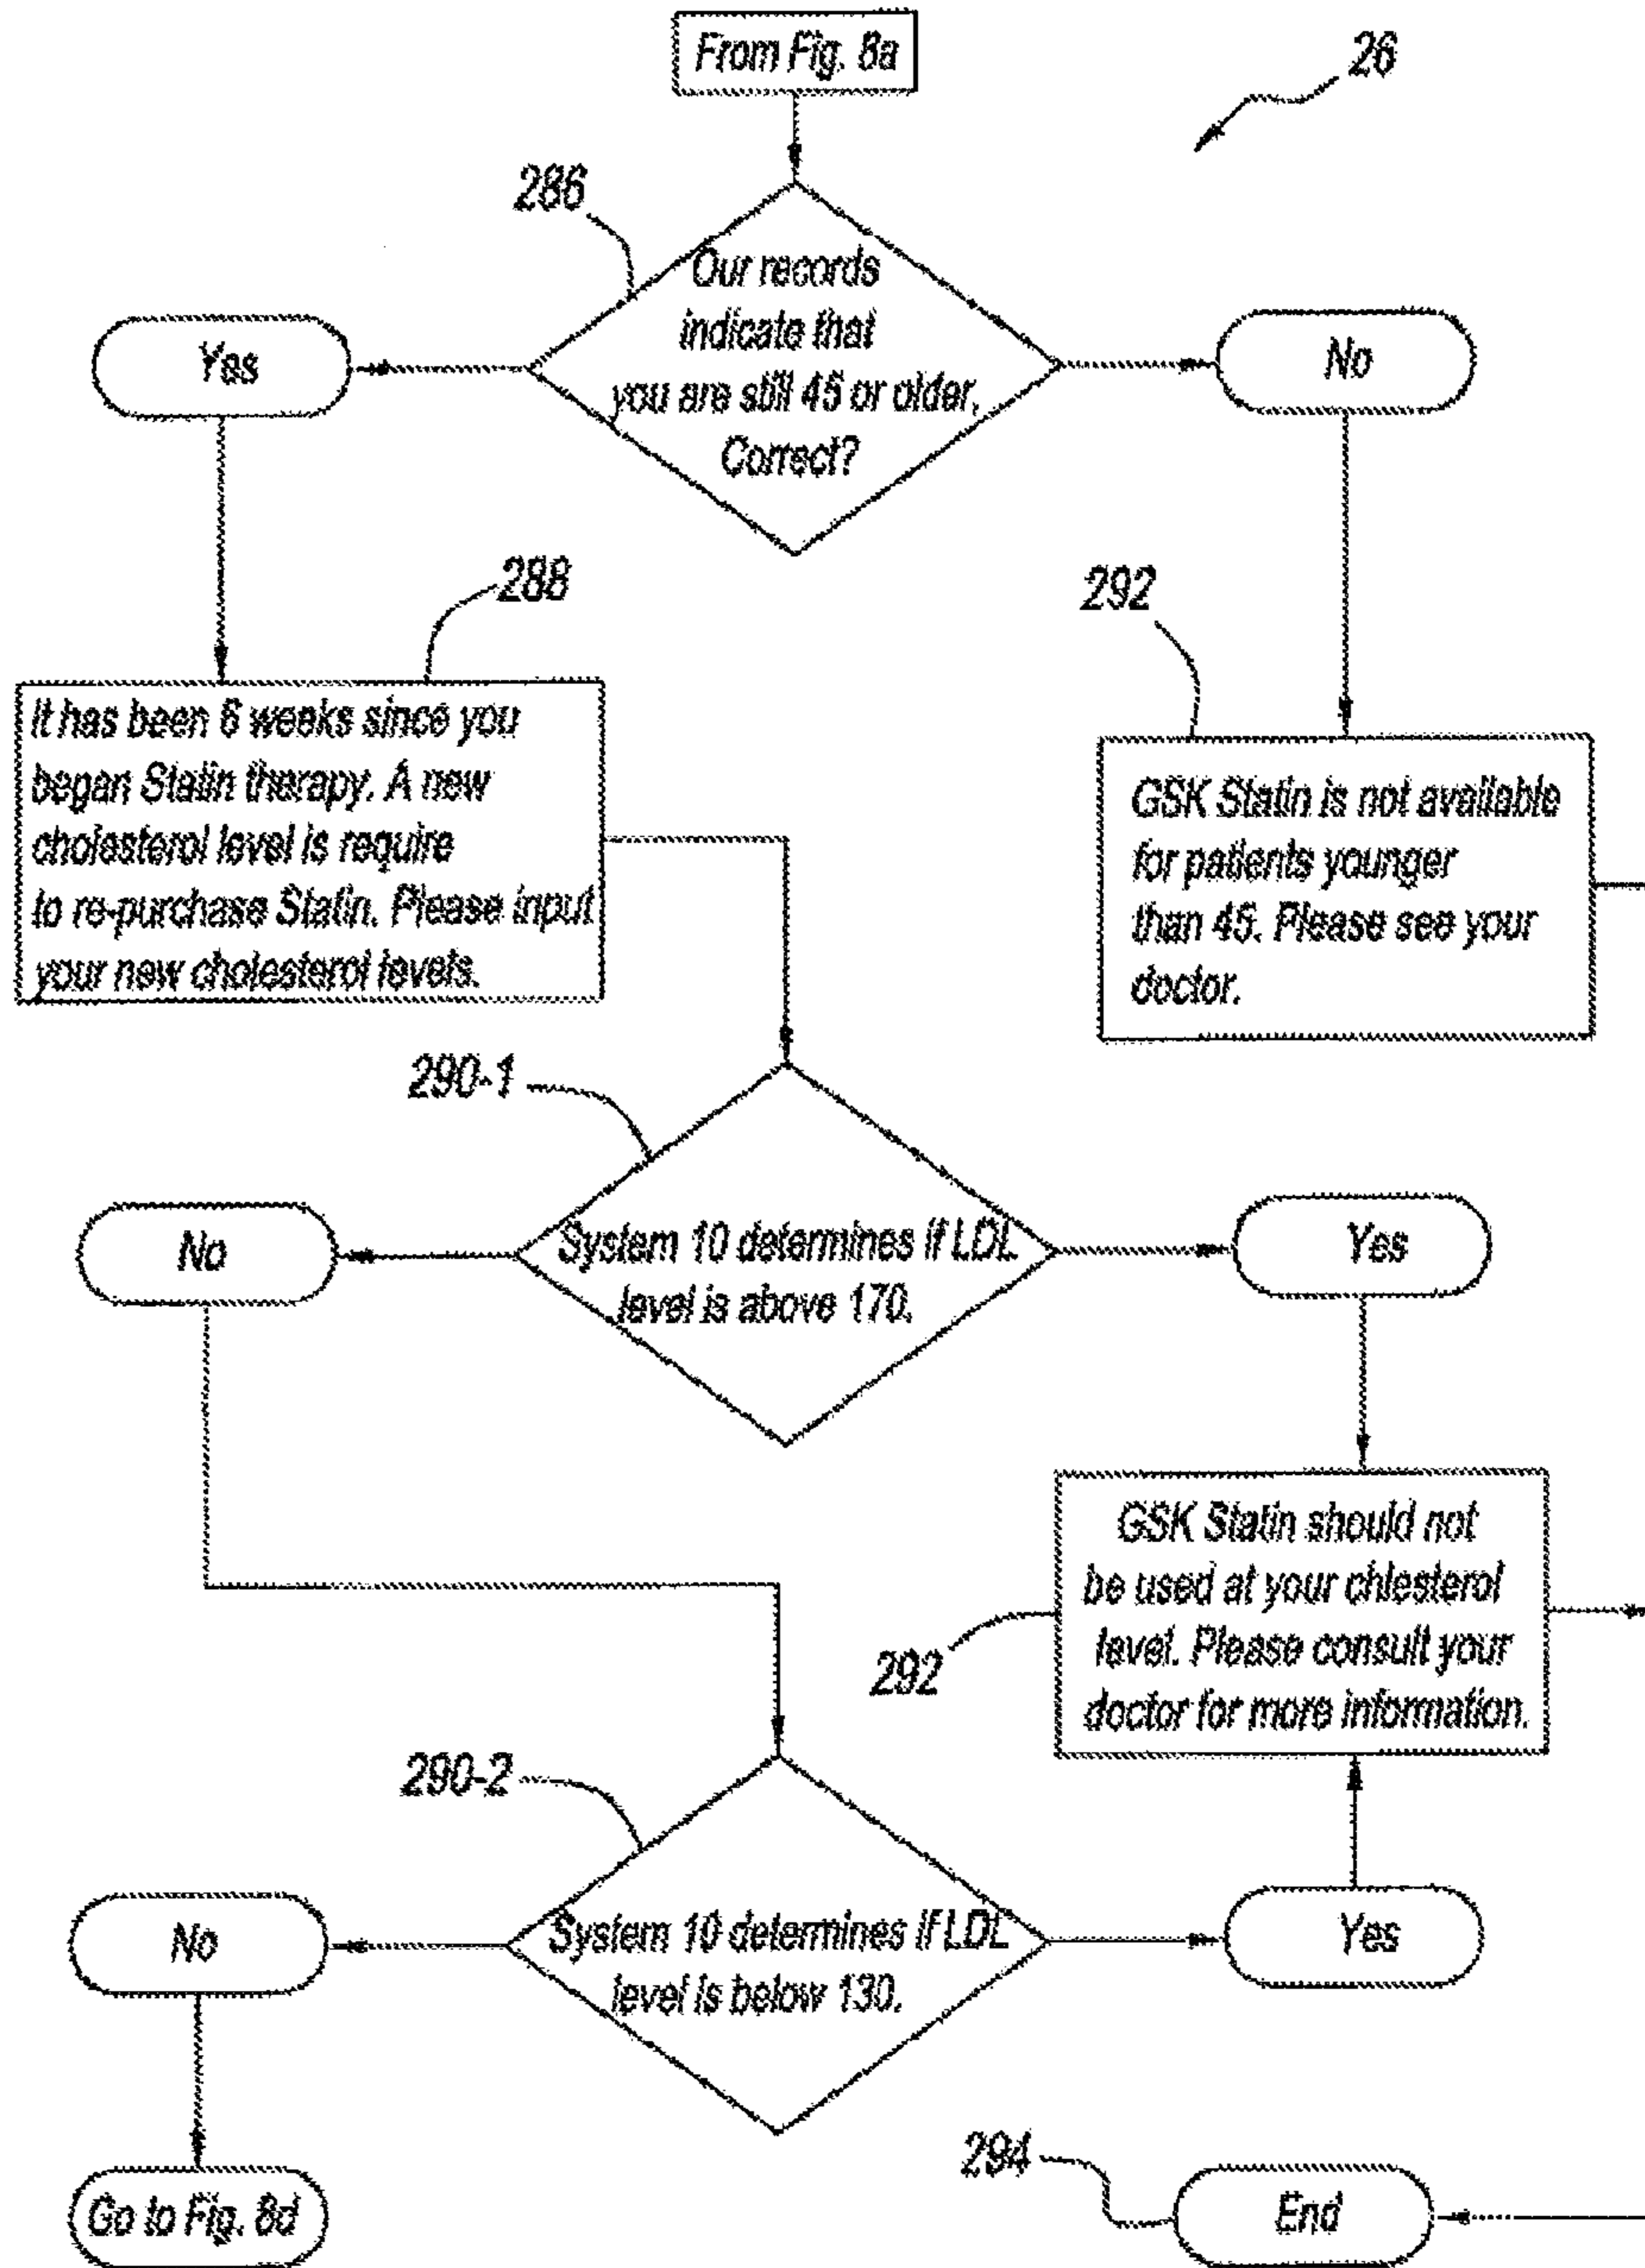 From Fig. 8a
26
286
Our records
indicate that
you are still 45 or older,
Correct?
Yes
No
288
It has been 6 weeks since you
began Statin therapy. A new
cholesterol level is require
to re-purchase Statin. Please input
your new cholesterol levels.
292
GSK Statin is not available
for patients younger
than 45. Please see your
doctor.
290-1
System 10 determines if LDL
level is above 170.
No
Yes
GSK Statin should not
be used at your chlesterol
level. Please consult your
doctor for more information.
292
290-2
System 10 determines if LDL
level is below 130.
No
Yes
Go to Fig. 8d
294
End